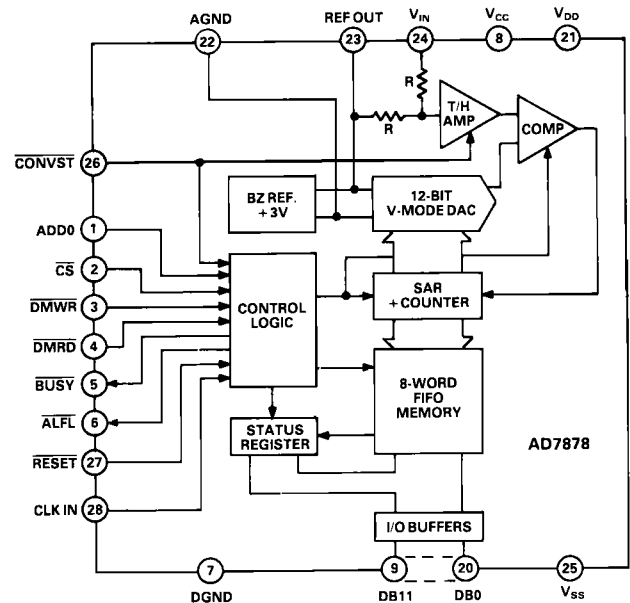 AGND
REF OUT
VIN
VCC
VDD
22
23
24
8
21
R
R
T/H
AMP
COMP
CONVST
26
BZ REF.
+3V
12-BIT
V-MODE DAC
ADD0
1
CS
2
DMWR
3
DMRD
4
BUSY
5
ALFL
6
RESET
27
CLK IN
28
CONTROL
LOGIC
SAR
+ COUNTER
8-WORD
FIFO
MEMORY
STATUS
REGISTER
AD7878
I/O BUFFERS
7
9
20
25
DGND
DB11
DB0
VSS